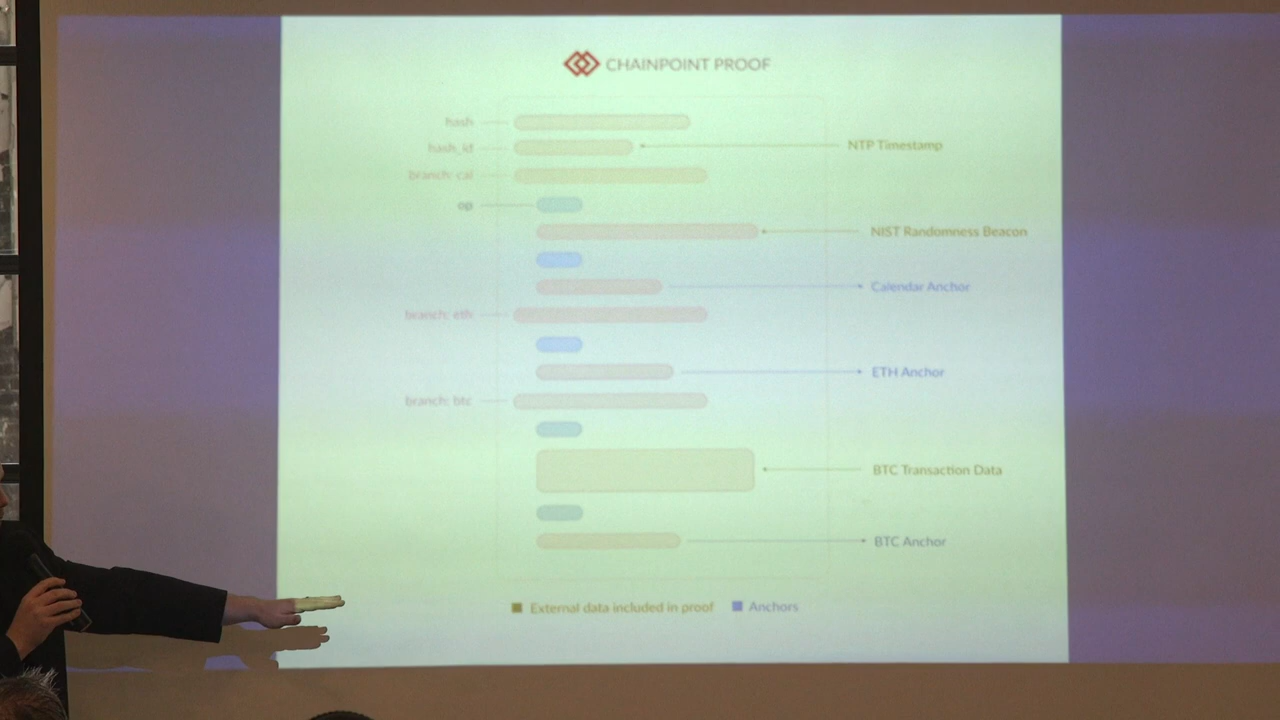 CHAINPOINT PROOF
hash
hash_id
NTP Timestamp
branch: cal
op
NIST Randomness Beacon
Calendar Anchor
branch: eth
ETH Anchor
branch: btc
BTC Transaction Data
BTC Anchor
External data included in proof
Anchors